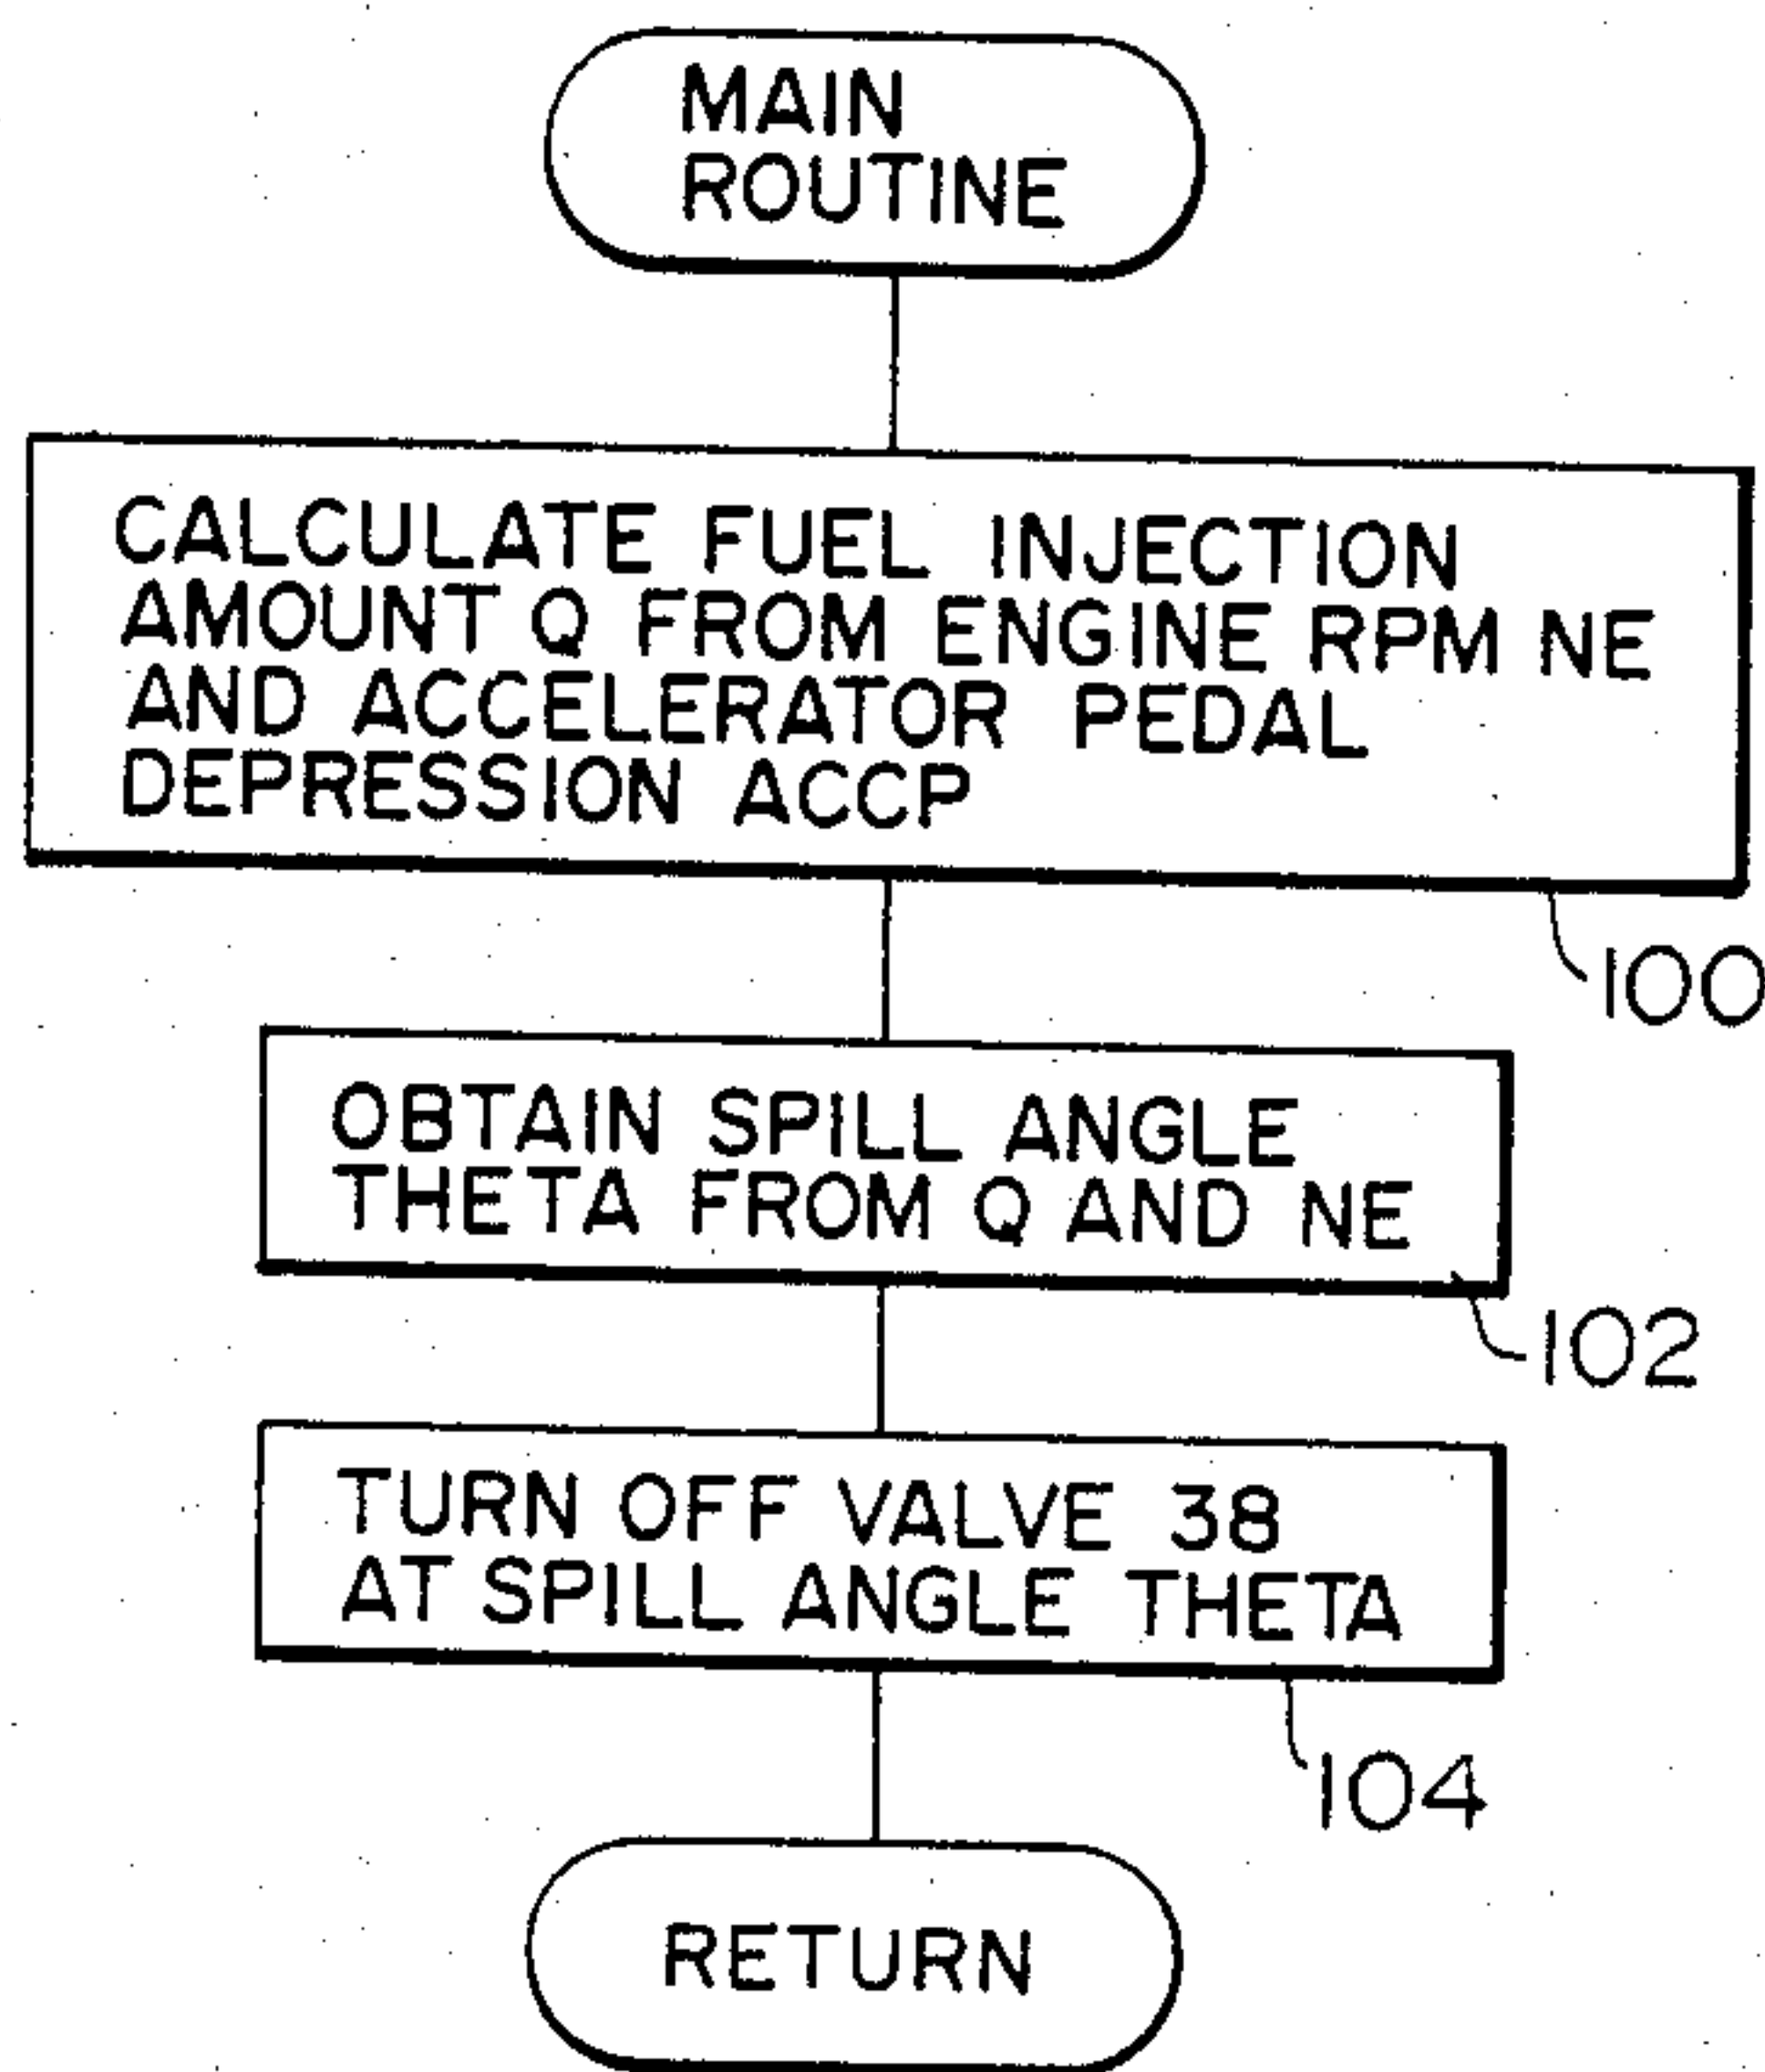 MAIN
ROUTINE
CALCULATE FUEL INJECTION
AMOUNT Q FROM ENGINE RPM NE
AND ACCELERATOR PEDAL
DEPRESSION ACCP
100
OBTAIN SPILL ANGLE
THETA FROM Q AND NE
102
TURN OFF VALVE 38
AT SPILL ANGLE THETA
104
RETURN